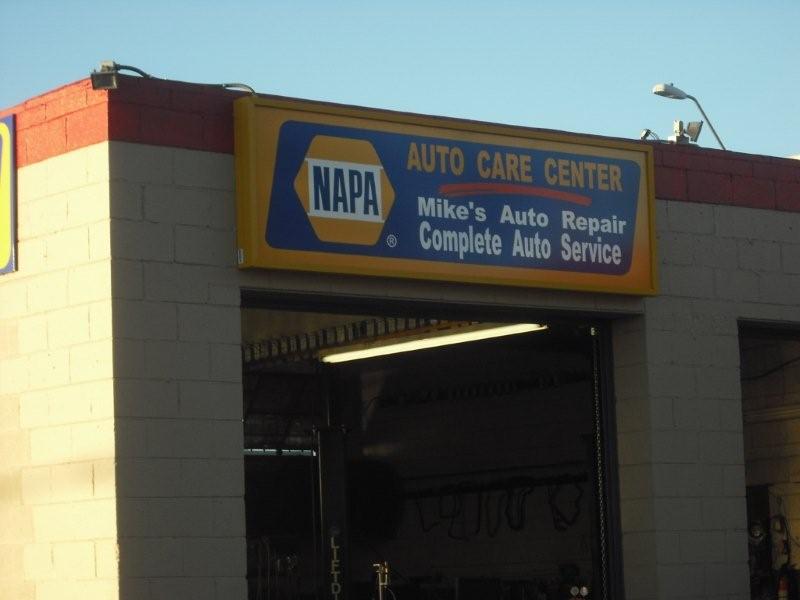 NAPA
®
AUTO CARE CENTER
Mike's Auto Repair
Complete Auto Service